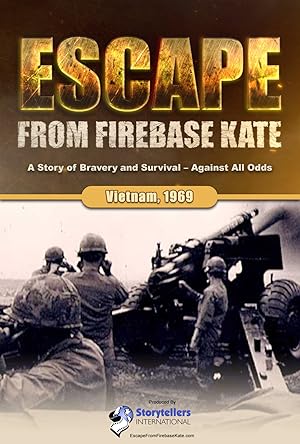 ESCAPE
FROM FIREBASE KATE
A Story of Bravery and Survival – Against All Odds
Vietnam, 1969
Produced By
Storytellers
INTERNATIONAL
EscapeFromFirebaseKate.com